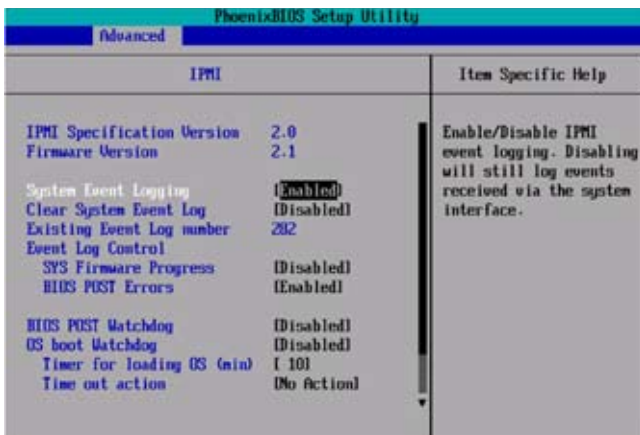 PhoenixBIOS Setup Utility
Advanced
IPMI
Item Specific Help
IPMI Specification Version 2.0
Firmware Version 2.1
System Event Logging [Enabled]
Clear System Event Log [Disabled]
Existing Event Log number 282
Event Log Control
SYS Firmware Progress [Disabled]
BIOS POST Errors [Enabled]
BIOS POST Watchdog [Disabled]
OS boot Watchdog [Disabled]
Timer for loading OS (min) [ 10]
Time out action [No Action]
Enable/Disable IPMI
event logging. Disabling
will still log events
received via the system
interface.